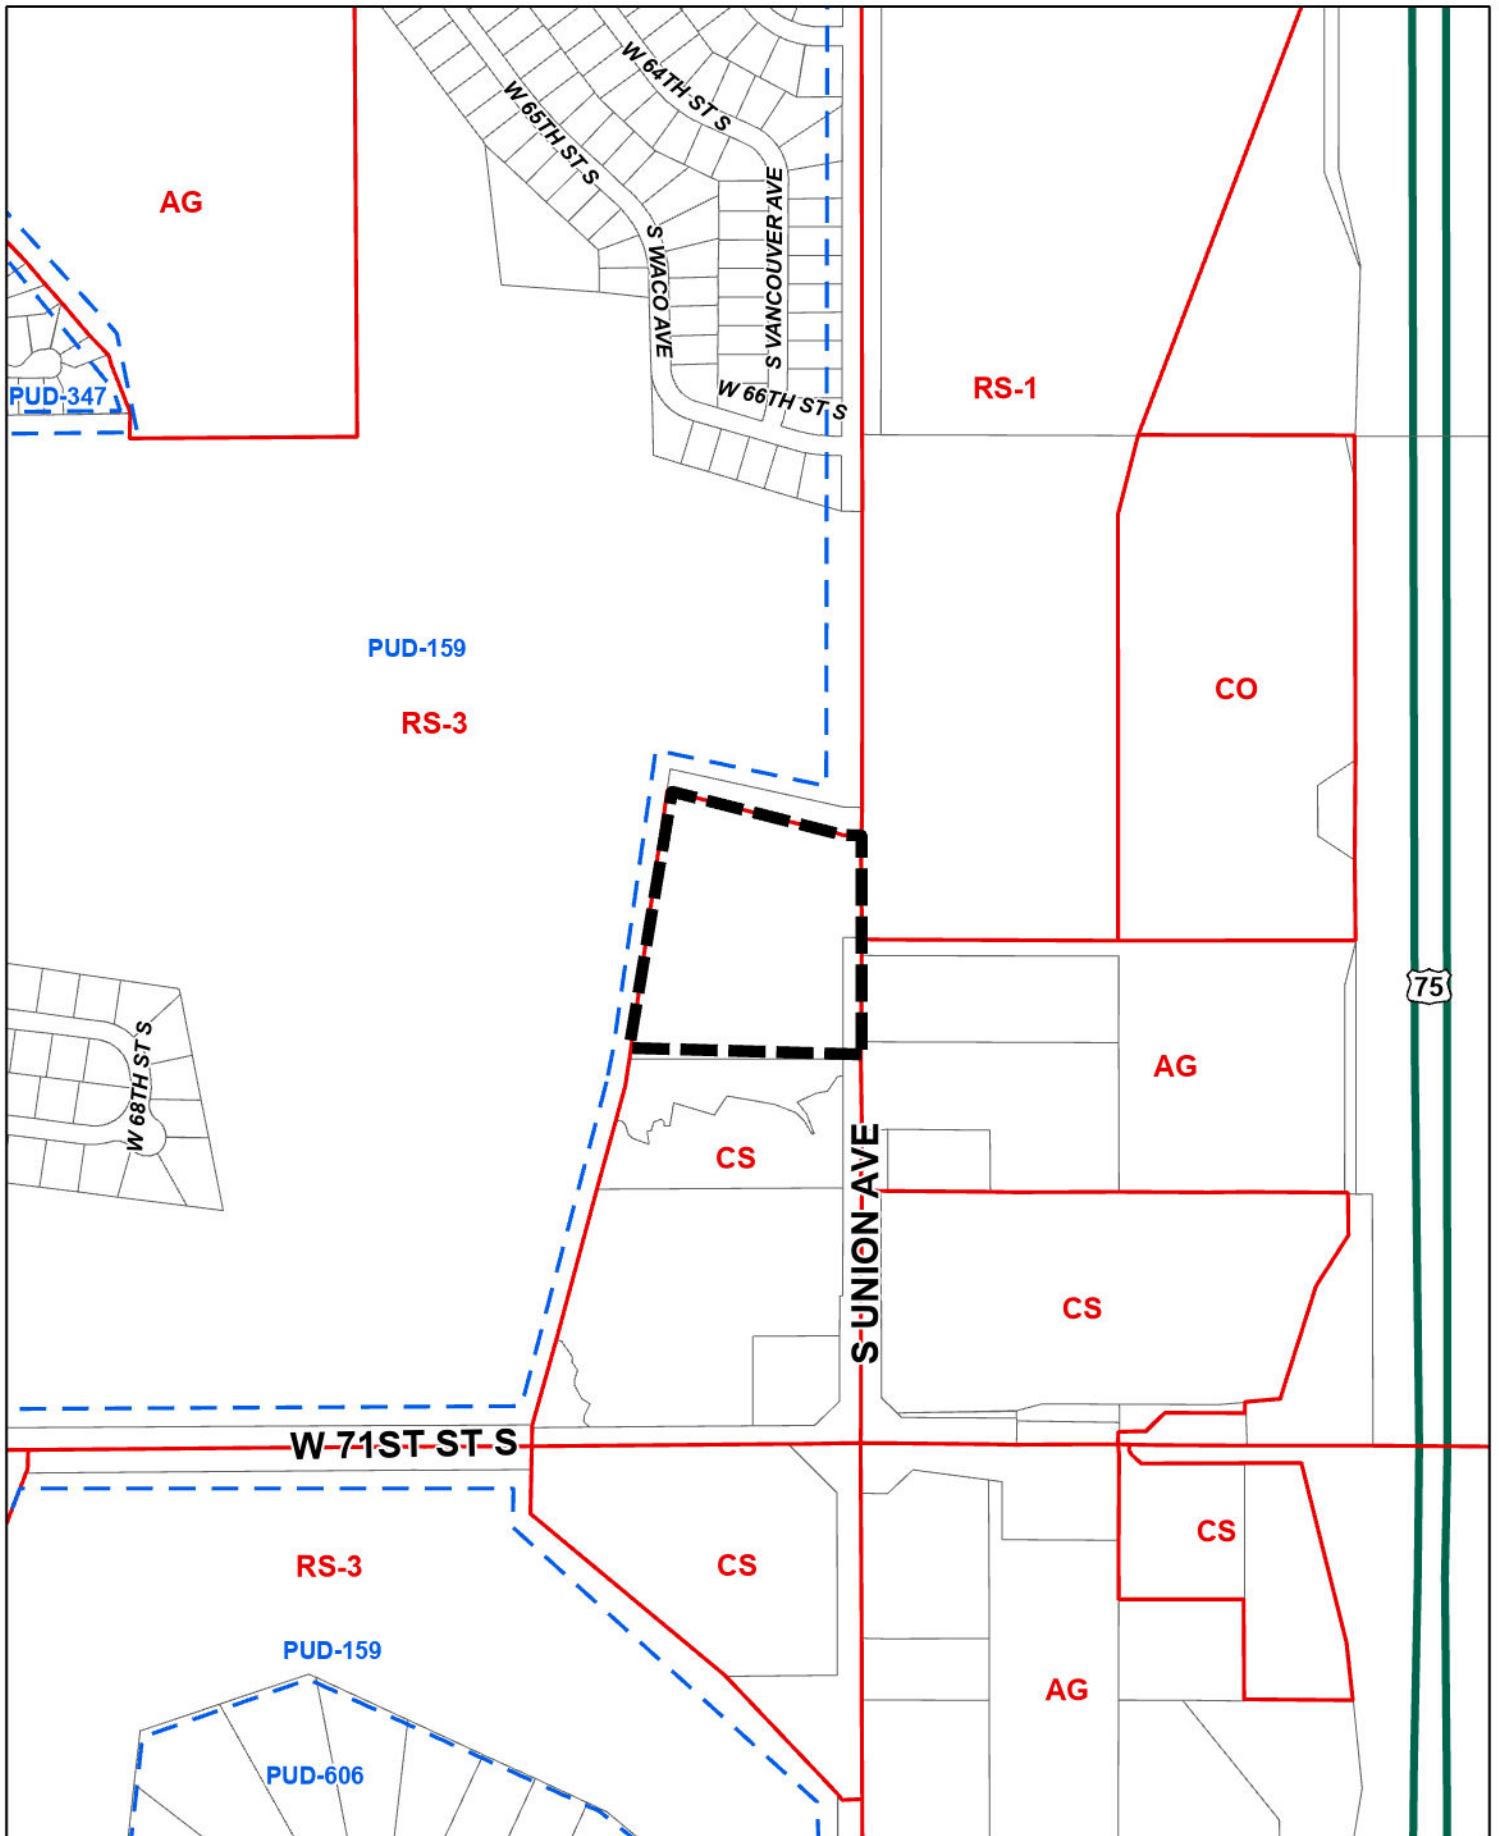 W 64TH ST S
W 65TH ST S
AG
S VANCOUVER AVE
S WACO AVE
RS-1
PUD-347
W 66TH ST S
PUD-159
CO
RS-3
75
W 68TH ST S
AG
CS
S UNION AVE
CS
W 71ST ST S
CS
RS-3
CS
PUD-159
AG
PUD-606